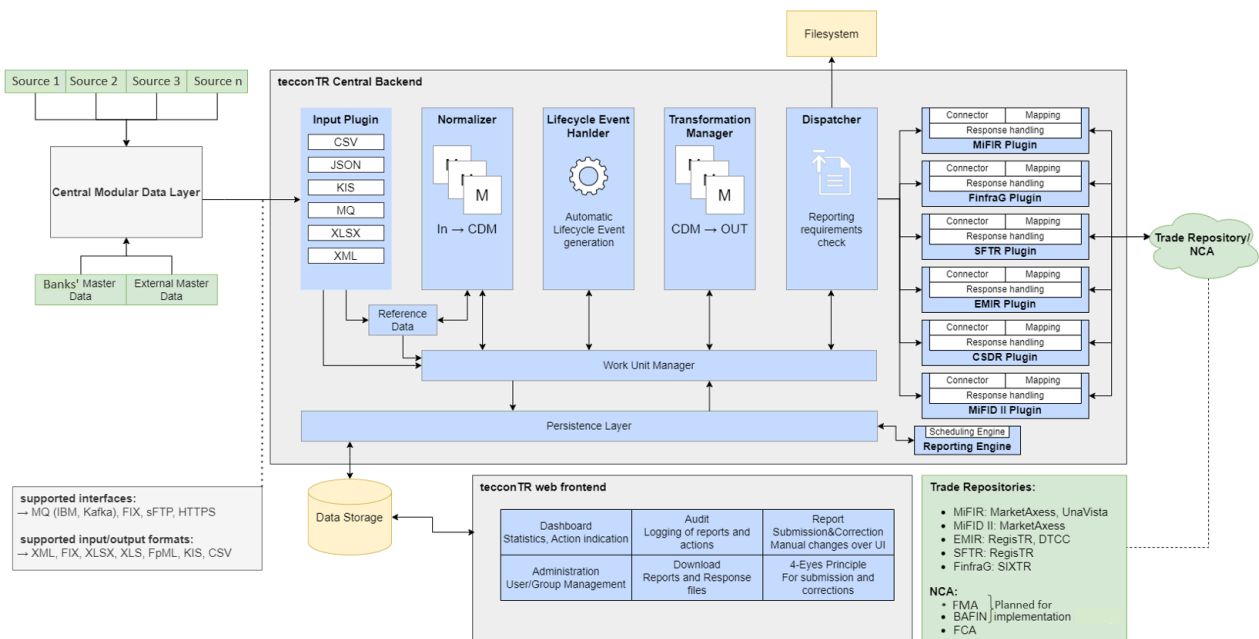 Filesystem
Source 1
Source 2
Source 3
Source n
Central Modular Data Layer
Banks' Master
Data
External Master
Data
tecconTR Central Backend
Input Plugin
CSV
JSON
KIS
MQ
XLSX
XML
Normalizer
M
In → CDM
Lifecycle Event
Hanlder
Automatic
Lifecycle Event
generation
Transformation
Manager
M
CDM → OUT
Dispatcher
Reporting
requirements
check
Reference
Data
Work Unit Manager
Persistence Layer
Connector
Mapping
Response handling
MiFIR Plugin
Connector
Mapping
Response handling
FinfraG Plugin
Connector
Mapping
Response handling
SFTR Plugin
Connector
Mapping
Response handling
EMIR Plugin
Connector
Mapping
Response handling
CSDR Plugin
Connector
Mapping
Response handling
MiFID II Plugin
Scheduling Engine
Reporting Engine
Trade Repository/
NCA
supported interfaces:
→ MQ (IBM, Kafka), FIX, sFTP, HTTPS
supported input/output formats:
→ XML, FIX, XLSX, XLS, FpML, KIS, CSV
Data Storage
tecconTR web frontend
Dashboard
Statistics, Action indication
Audit
Logging of reports and
actions
Report
Submission&Correction
Manual changes over UI
Administration
User/Group Management
Download
Reports and Response
files
4-Eyes Principle
For submission and
corrections
Trade Repositories:
• MiFIR: MarketAxess, UnaVista
• MiFID II: MarketAxess
• EMIR: RegisTR, DTCC
• SFTR: RegisTR
• FinfraG: SIXTR
NCA:
• FMA
• BAFIN
Planned for
implementation
• FCA